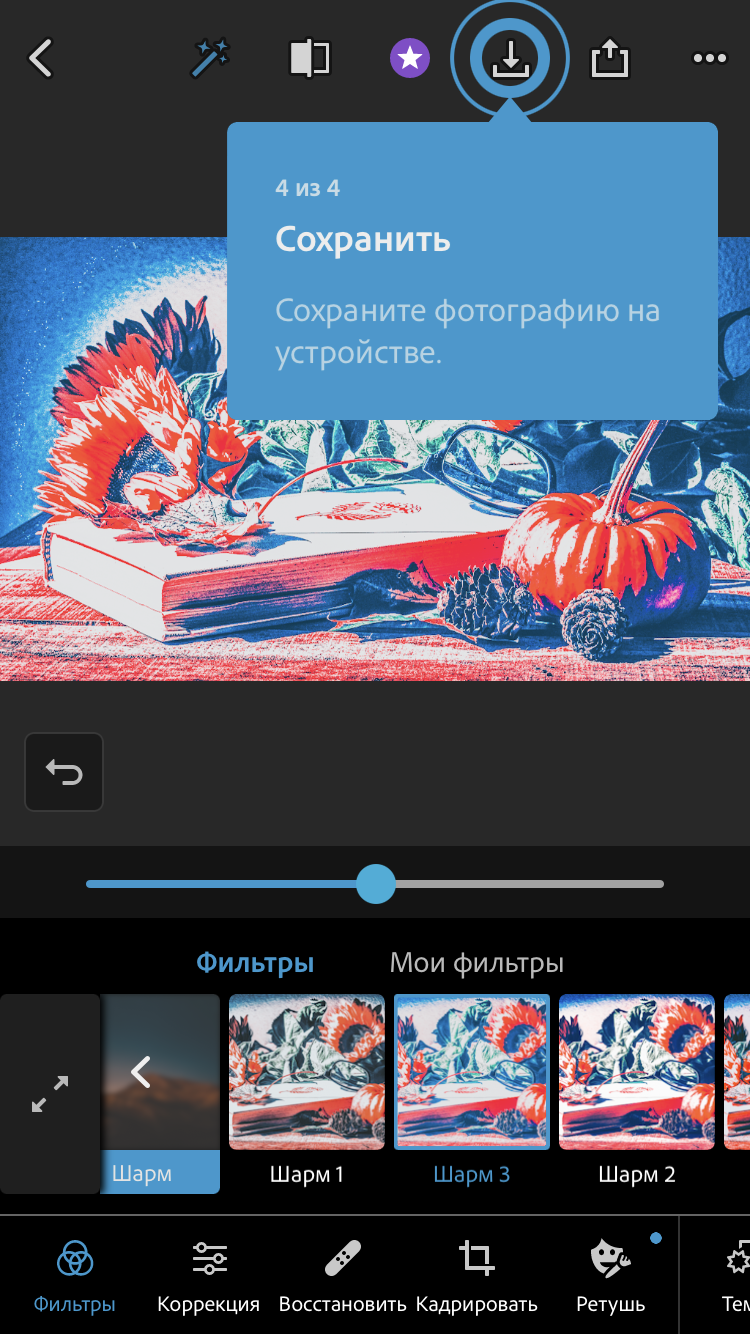 4 из 4
Сохранить
Сохраните фотографию на
устройстве.
Фильтры
Мои фильтры
Шарм
Шарм 1
Шарм 3
Шарм 2
Фильтры
Коррекция
Восстановить
Кадрировать
Ретушь